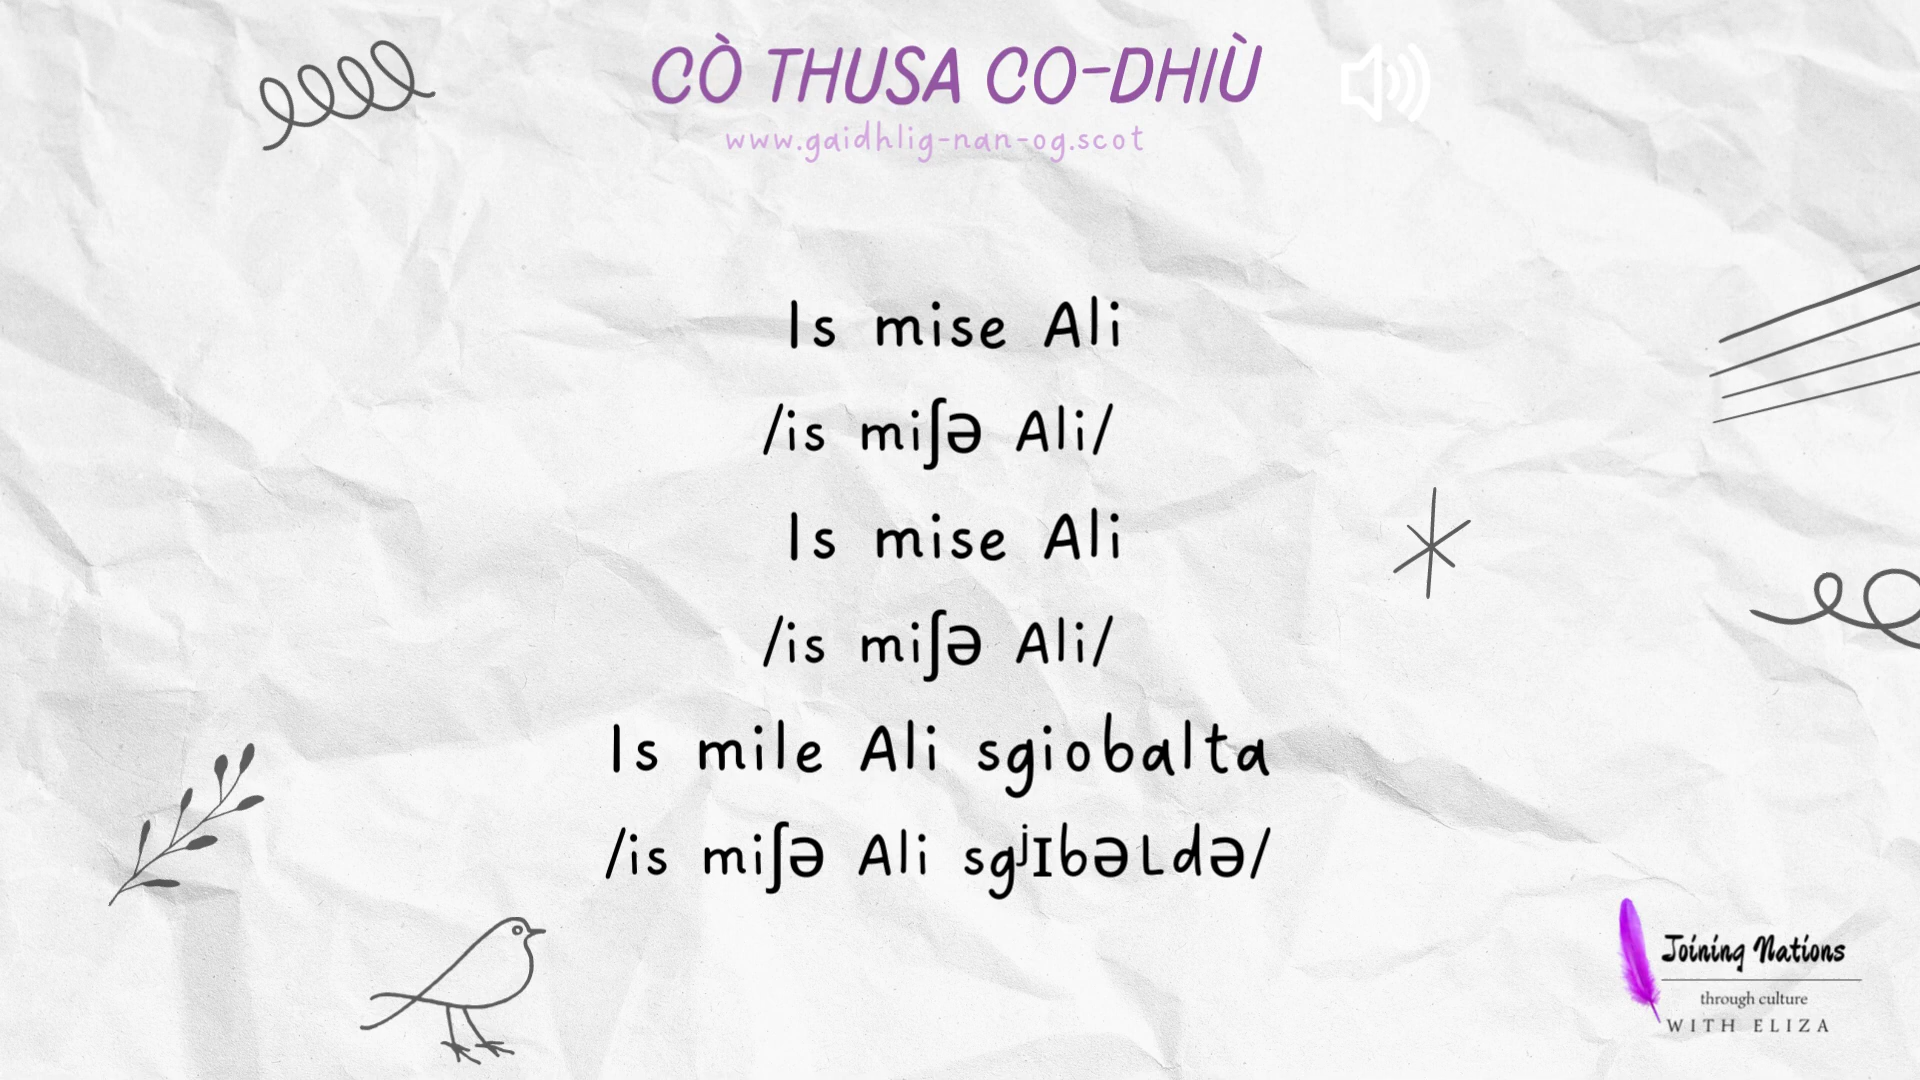 CÒ THUSA CO-DHIÙ
www.gaidhlig-nan-og.scot
Is mise Ali
/is miʃə Ali/
Is mise Ali
/is miʃə Ali/
Is mile Ali sgiobalta
/is miʃə Ali sgʲɪbəʟdə/
Joining Nations
through culture
WITH ELIZA